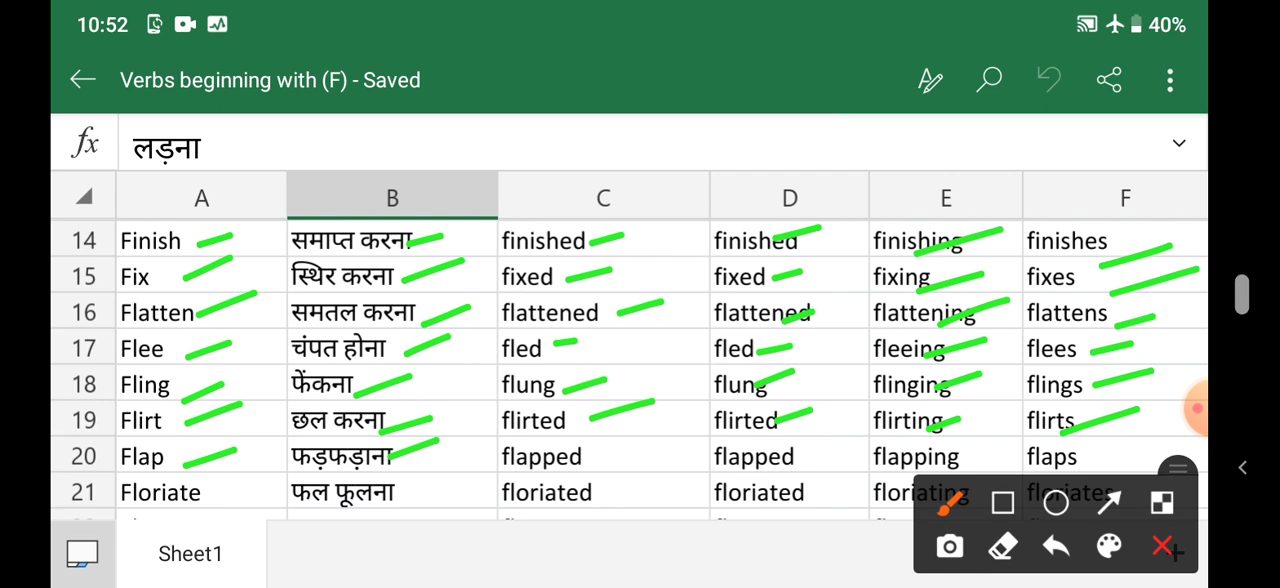 10:52 40%
Verbs beginning with (F) - Saved
fx लड़ना
A B C D E F
14 Finish समाप्त करना finished finished finishing finishes
15 Fix स्थिर करना fixed fixed fixing fixes
16 Flatten समतल करना flattened flattened flattening flattens
17 Flee चंपत होना fled fled fleeing flees
18 Fling फेंकना flung flung flinging flings
19 Flirt छल करना flirted flirted flirting flirts
20 Flap फड़फड़ाना flapped flapped flapping flaps
21 Floriate फल फूलना floriated floriated floriating floriates
Sheet1